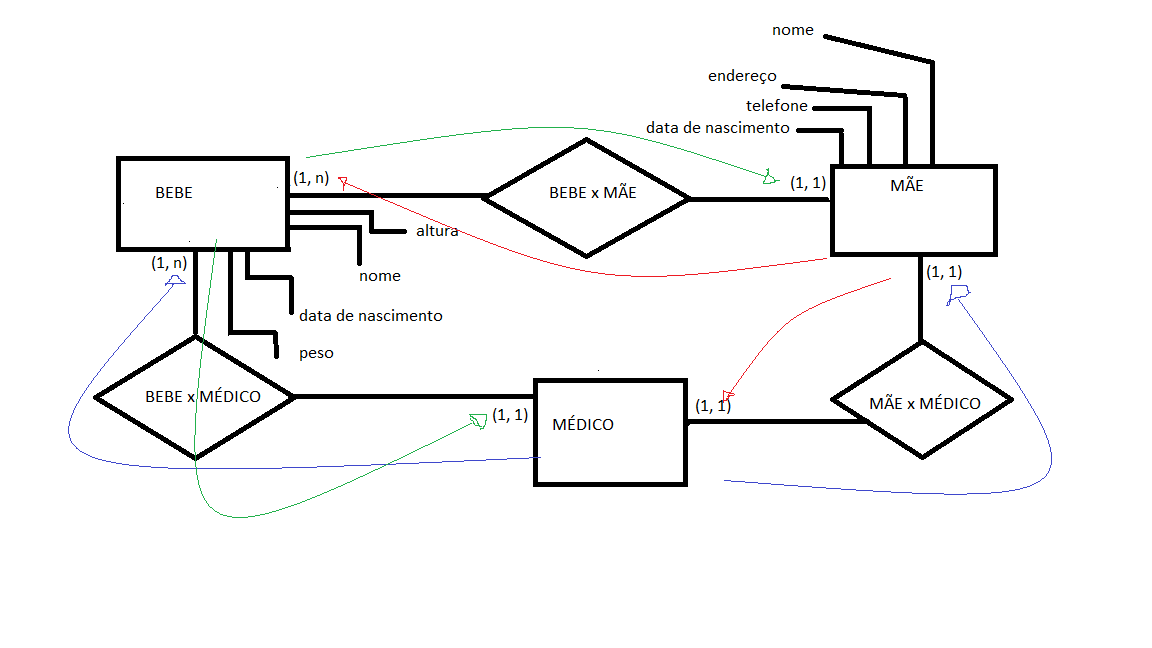 nome
endereço
telefone
data de nascimento
BEBE
(1, n)
BEBE x MÃE
(1, 1)
MÃE
altura
(1, n)
nome
(1, 1)
data de nascimento
peso
BEBE x MÉDICO
(1, 1)
MÉDICO
(1, 1)
MÃE x MÉDICO